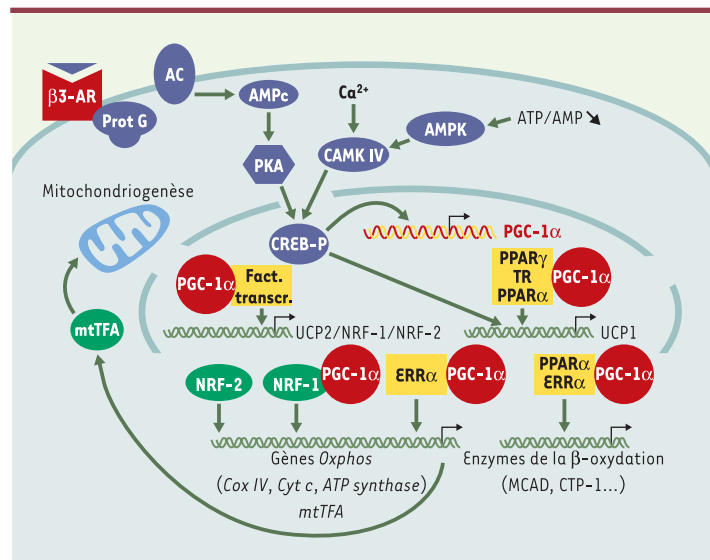 β3-AR
Prot G
AC
AMPc
PKA
Ca²⁺
CAMK IV
AMPK
ATP/AMP ↘
Mitochondriogenèse
CREB-P
PGC-1α
PGC-1α
Fact.
transcr.
UCP2/NRF-1/NRF-2
PPARγ
TR
PPARα
PGC-1α
UCP1
mtTFA
NRF-2
NRF-1
PGC-1α
ERRα
PGC-1α
PPARα
ERRα
PGC-1α
Gènes Oxphos
(Cox IV, Cyt c, ATP synthase)
mtTFA
Enzymes de la β-oxydation
(MCAD, CTP-1...)